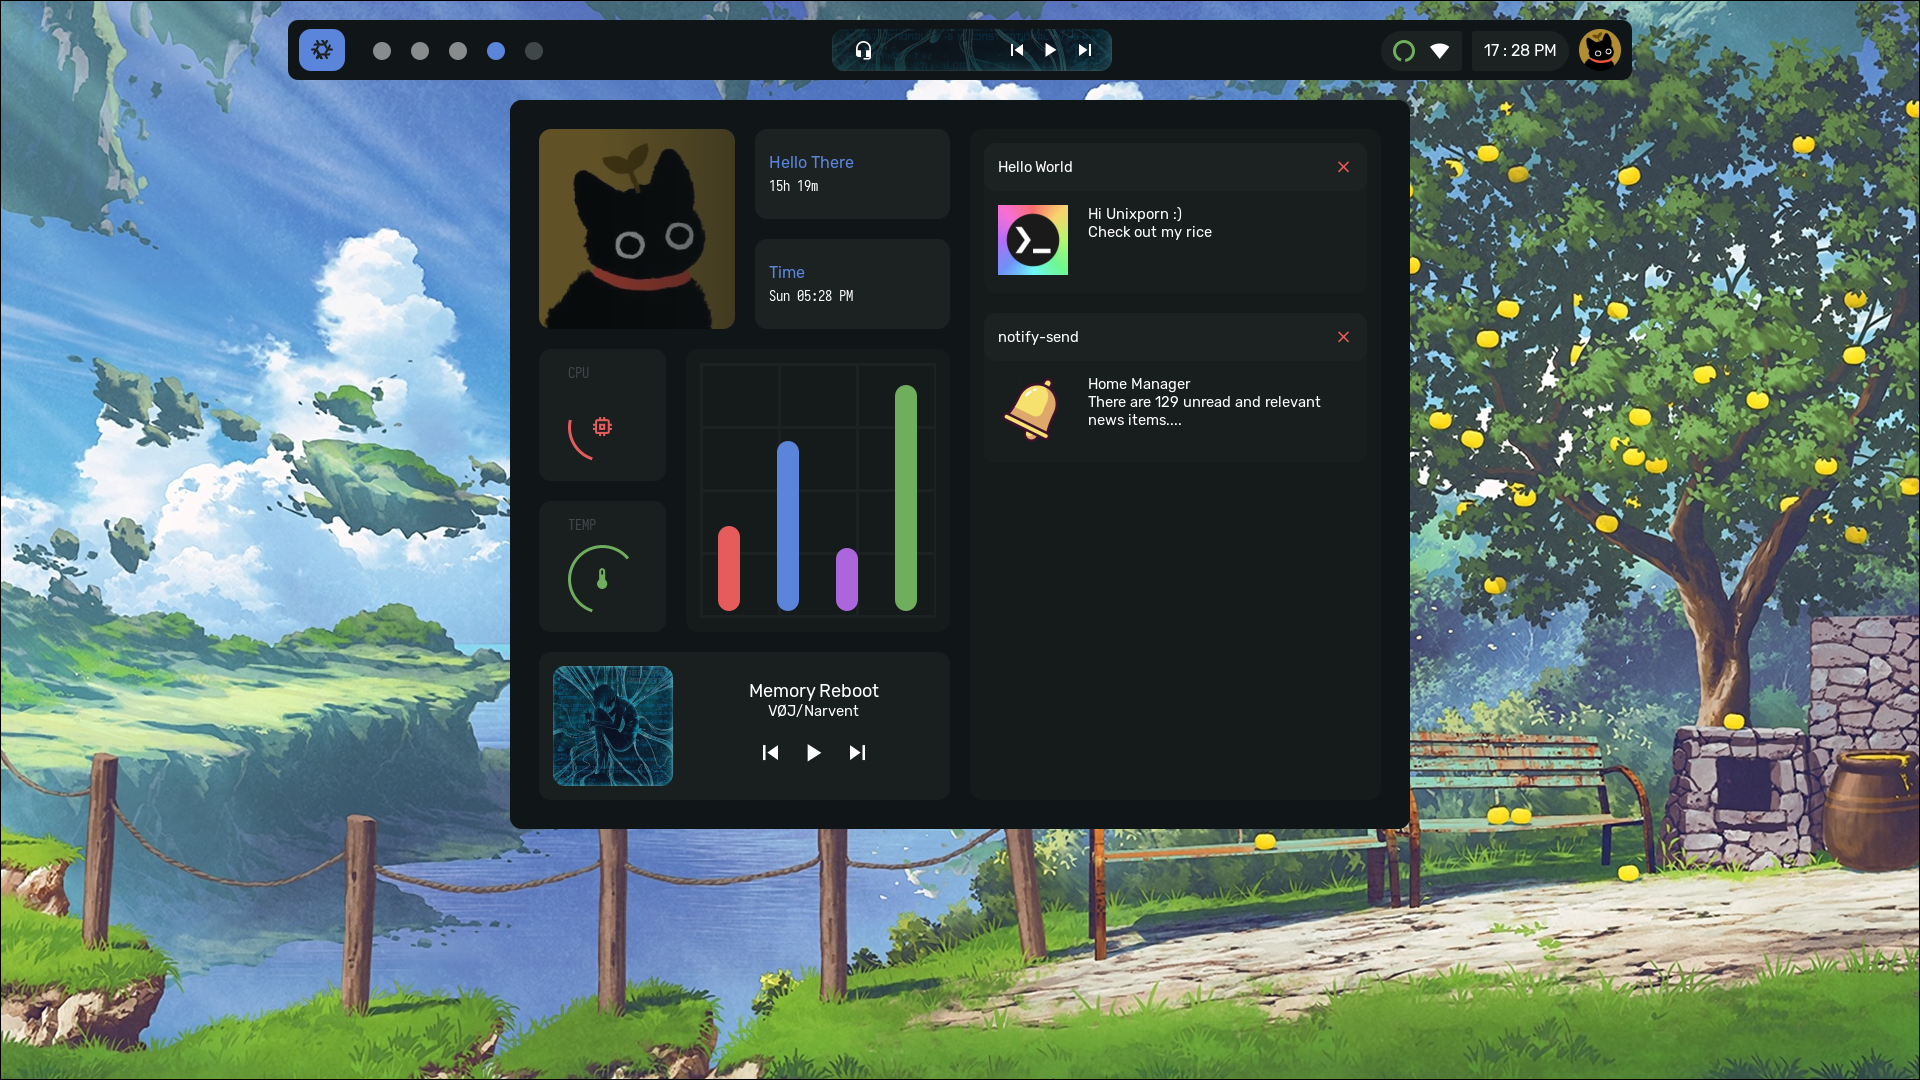 17 : 28 PM
Hello There
15h 19m
Time
Sun 05:28 PM
CPU
TEMP
Memory Reboot
VØJ/Narvent
Hello World
Hi Unixporn :)
Check out my rice
notify-send
Home Manager
There are 129 unread and relevant
news items....